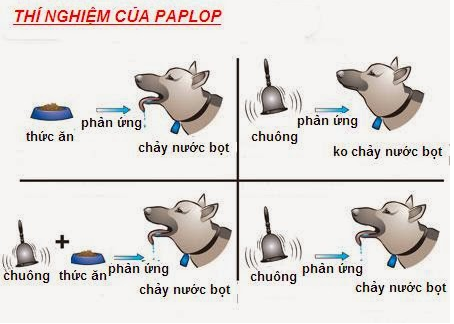 THÍ NGHIỆM CỦA PAPLOP
thức ăn
phản ứng
chảy nước bọt
chuông
phản ứng
ko chảy nước bọt
chuông
+
thức ăn
phản ứng
chảy nước bọt
chuông
phản ứng
chảy nước bọt